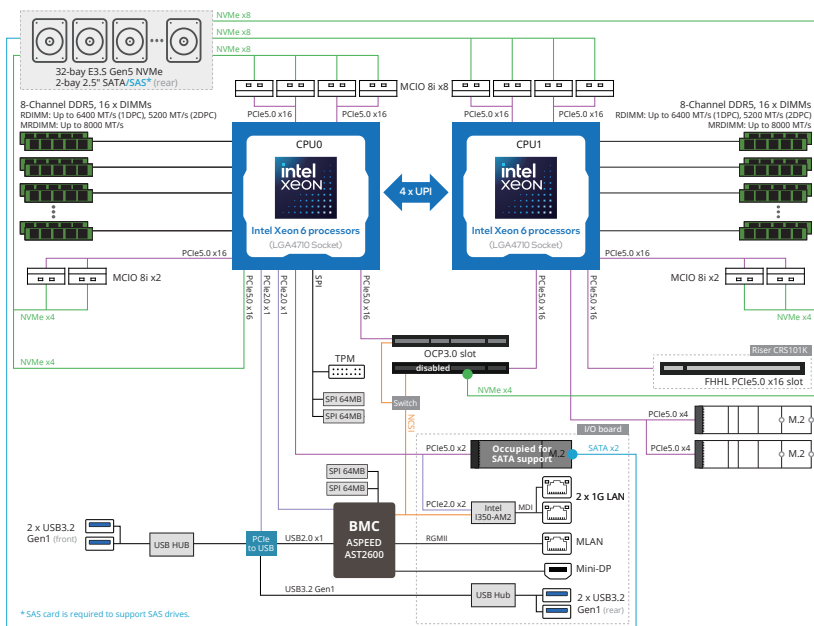 NVMe x8
NVMe x8
NVMe x8
32-bay E3.S Gen5 NVMe
2-bay 2.5" SATA/SAS* (rear)
MCIO 8i x8
PCIe5.0 x16
PCIe5.0 x16
PCIe5.0 x16
PCIe5.0 x16
8-Channel DDR5, 16 x DIMMs
RDIMM: Up to 6400 MT/s (1DPC), 5200 MT/s (2DPC)
MRDIMM: Up to 8000 MT/s
8-Channel DDR5, 16 x DIMMs
RDIMM: Up to 6400 MT/s (1DPC), 5200 MT/s (2DPC)
MRDIMM: Up to 8000 MT/s
CPU0
intel
XEON
Intel Xeon 6 processors
(LGA4710 Socket)
4 x UPI
CPU1
intel
XEON
Intel Xeon 6 processors
(LGA4710 Socket)
PCIe5.0 x16
MCIO 8i x2
NVMe x4
NVMe x4
PCIe5.0 x16
MCIO 8i x2
NVMe x4
PCIe5.0 x16
PCIe2.0 x1
PCIe2.0 x1
SPI
PCIe5.0 x16
PCIe5.0 x16
PCIe5.0 x16
PCIe5.0 x16
OCP3.0 slot
disabled
NVMe x4
Riser CRS101K
FHHL PCIe5.0 x16 slot
TPM
SPI 64MB
SPI 64MB
Switch
NCSI
PCIe5.0 x4
M.2
PCIe5.0 x4
M.2
I/O board
PCIe5.0 x2
Occupied for
SATA support
M.2
SATA x2
SPI 64MB
SPI 64MB
PCIe2.0 x2
Intel
I350-AM2
MDI
2 x 1G LAN
BMC
ASPEED
AST2600
RGMII
MLAN
Mini-DP
2 x USB3.2
Gen1 (front)
USB HUB
PCIe
to USB
USB2.0 x1
USB3.2 Gen1
USB Hub
2 x USB3.2
Gen1 (rear)
* SAS card is required to support SAS drives.